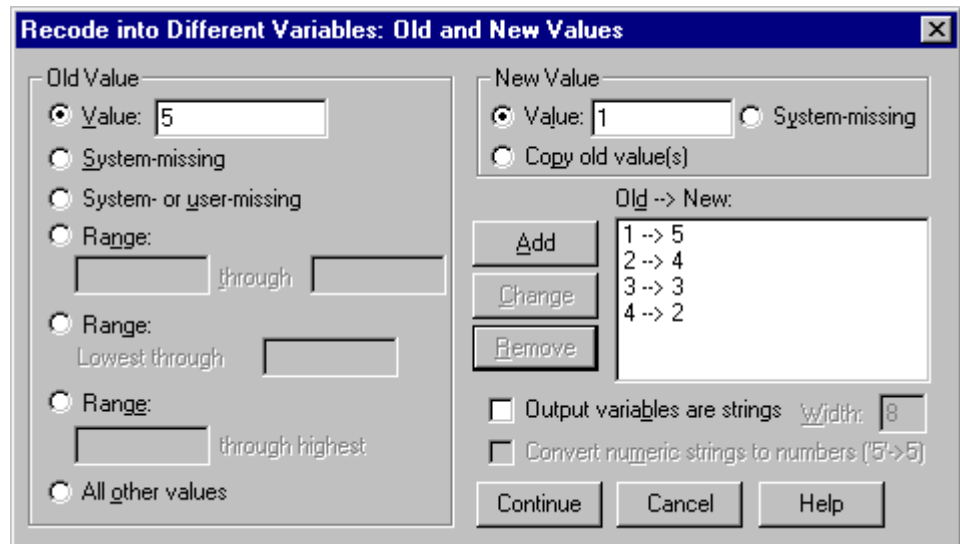 Recode into Different Variables: Old and New Values
Old Value
Value: 5
System-missing
System- or user-missing
Range:
through
Range:
Lowest through
Range:
through highest
All other values
New Value
Value: 1 System-missing
Copy old value(s)
Old --> New:
Add
Change
Remove
1 --> 5
2 --> 4
3 --> 3
4 --> 2
Output variables are strings Width: 8
Convert numeric strings to numbers ('5'->5)
Continue Cancel Help